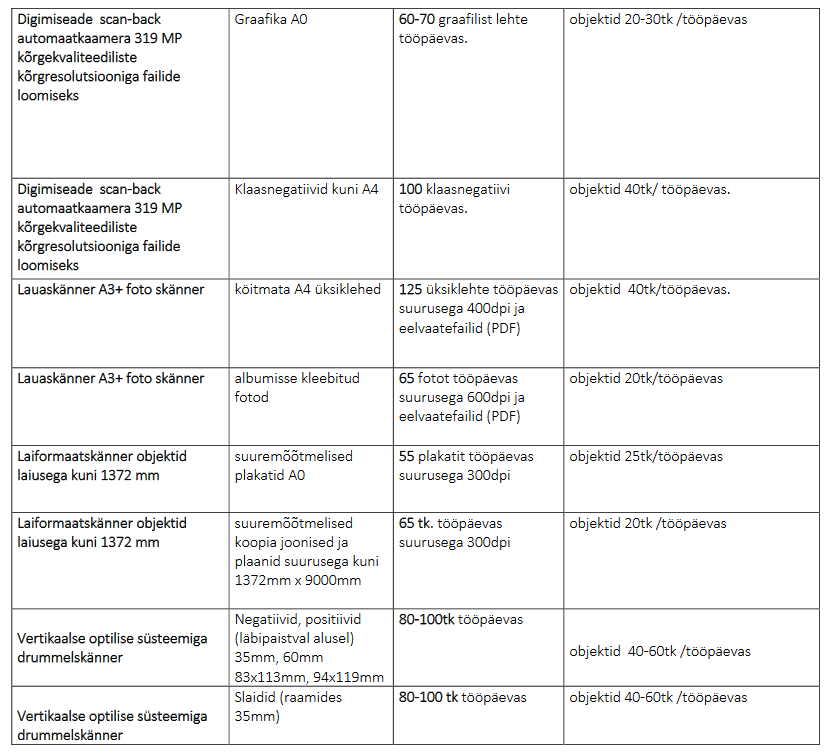 Digimiseade scan-back
automaatkaamera 319 MP
kõrgekvaliteediliste
kõrgresolutsiooniga failide
loomiseks
Graafika A0
60-70 graafilist lehte
tööpäevas.
objektid 20-30tk /tööpäevas
Digimiseade scan-back
automaatkaamera 319 MP
kõrgekvaliteediliste
kõrgresolutsiooniga failide
loomiseks
Klaasnegatiivid kuni A4
100 klaasnegatiivi
tööpäevas.
objektid 40tk/ tööpäevas.
Lauaskänner A3+ foto skänner
köitmata A4 üksiklehed
125 üksiklehte tööpäevas
suurusega 400dpi ja
eelvaatefailid (PDF)
objektid 40tk/tööpäevas.
Lauaskänner A3+ foto skänner
albumisse kleebitud
fotod
65 fotot tööpäevas
suurusega 600dpi ja
eelvaatefailid (PDF)
objektid 20tk/tööpäevas
Laiformaatskänner objektid
laiusega kuni 1372 mm
suuremõõtmelised
plakatid A0
55 plakatit tööpäevas
suurusega 300dpi
objektid 25tk/tööpäevas
Laiformaatskänner objektid
laiusega kuni 1372 mm
suuremõõtmelised
koopia joonised ja
plaanid suurusega kuni
1372mm x 9000mm
65 tk. tööpäevas
suurusega 300dpi
objektid 20tk /tööpäevas
Vertikaalse optilise süsteemiga
drummelskänner
Negatiivid, positiivid
(läbipaistval alusel)
35mm, 60mm
83x113mm, 94x119mm
80-100tk tööpäevas
objektid 40-60tk /tööpäevas
Vertikaalse optilise süsteemiga
drummelskänner
Slaidid (raamides
35mm)
80-100 tk tööpäevas
objektid 40-60tk /tööpäevas